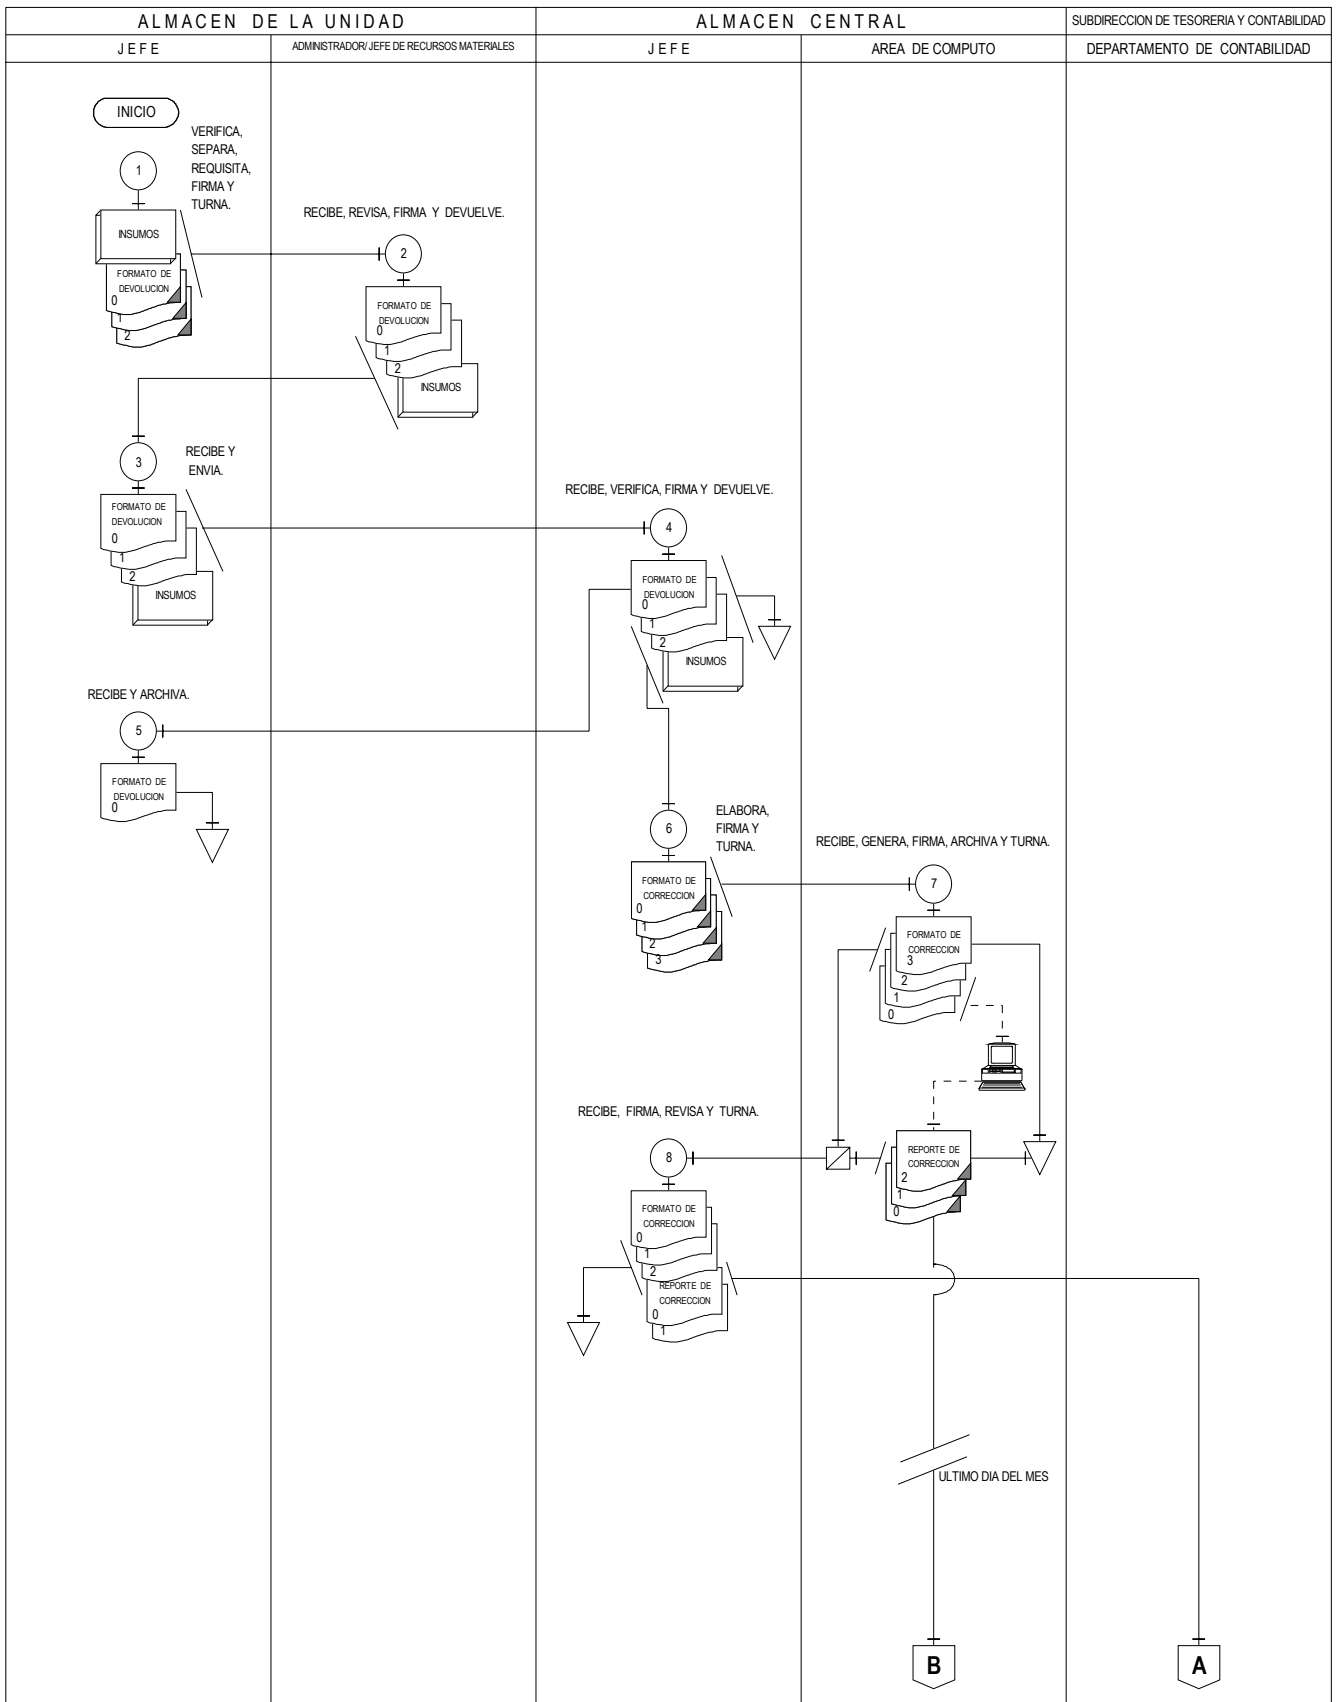 ALMACEN DE LA UNIDAD
ALMACEN CENTRAL
SUBDIRECCION DE TESORERIA Y CONTABILIDAD
JEFE
ADMINISTRADOR/ JEFE DE RECURSOS MATERIALES
JEFE
AREA DE COMPUTO
DEPARTAMENTO DE CONTABILIDAD
INICIO
VERIFICA,
SEPARA,
REQUISITA,
FIRMA Y
TURNA.
1
INSUMOS
FORMATO DE
DEVOLUCION
0
1
2
RECIBE, REVISA, FIRMA Y DEVUELVE.
2
FORMATO DE
DEVOLUCION
0
1
2
INSUMOS
RECIBE Y
ENVIA.
3
FORMATO DE
DEVOLUCION
0
1
2
INSUMOS
RECIBE, VERIFICA, FIRMA Y DEVUELVE.
4
FORMATO DE
DEVOLUCION
0
1
2
INSUMOS
RECIBE Y ARCHIVA.
5
FORMATO DE
DEVOLUCION
0
ELABORA,
FIRMA Y
TURNA.
6
FORMATO DE
CORRECCION
0
1
2
3
RECIBE, GENERA, FIRMA, ARCHIVA Y TURNA.
7
FORMATO DE
CORRECCION
3
2
1
0
REPORTE DE
CORRECCION
2
1
0
RECIBE, FIRMA, REVISA Y TURNA.
8
FORMATO DE
CORRECCION
0
1
2
REPORTE DE
CORRECCION
0
1
ULTIMO DIA DEL MES
B
A